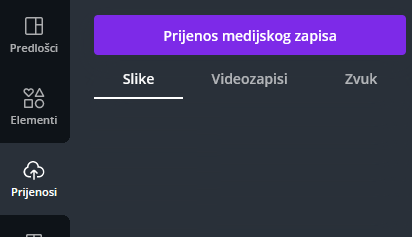 Prijenos medijskog zapisa
Predlošci
Slike Videozapisi Zvuk
Elementi
Prijenosi